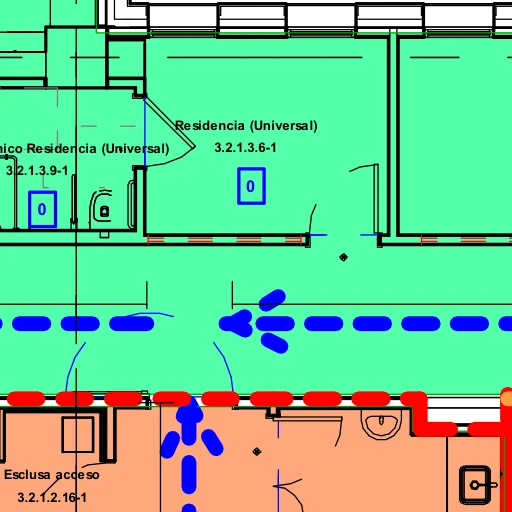 Residencia (Universal)
3.2.1.3.6-1
0
nico Residencia (Universal)
3.2.1.3.9-1
0
Esclusa acceso
3.2.1.2.16-1